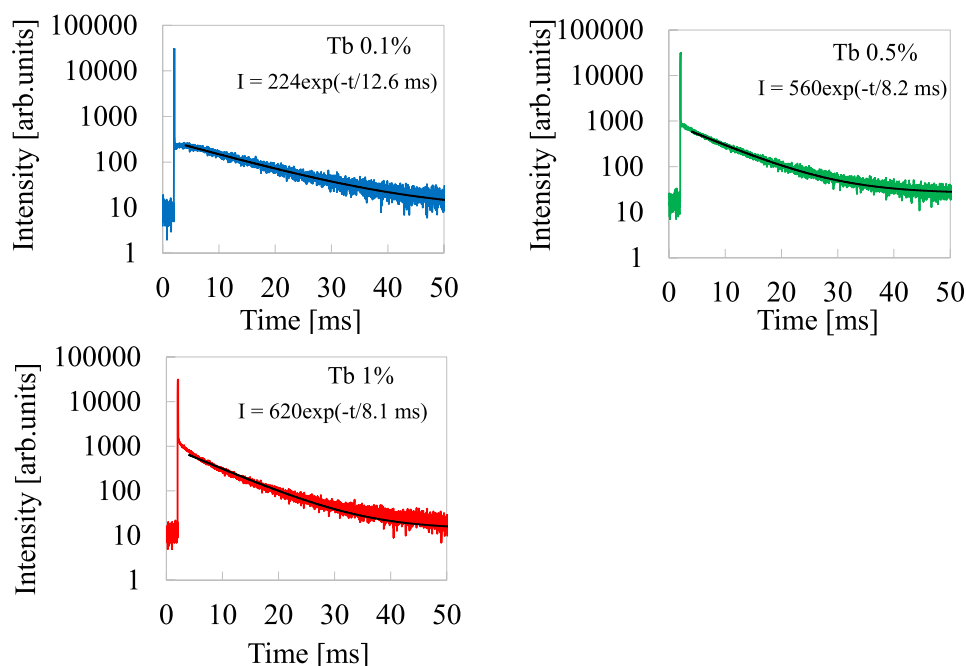 Intensity [arb.units]
100000
10000
1000
100
10
1
Tb 0.1%
I = 224exp(-t/12.6 ms)
0 10 20 30 40 50
Time [ms]
Intensity [arb.units]
100000
10000
1000
100
10
1
Tb 0.5%
I = 560exp(-t/8.2 ms)
0 10 20 30 40 50
Time [ms]
Intensity [arb.units]
100000
10000
1000
100
10
1
Tb 1%
I = 620exp(-t/8.1 ms)
0 10 20 30 40 50
Time [ms]